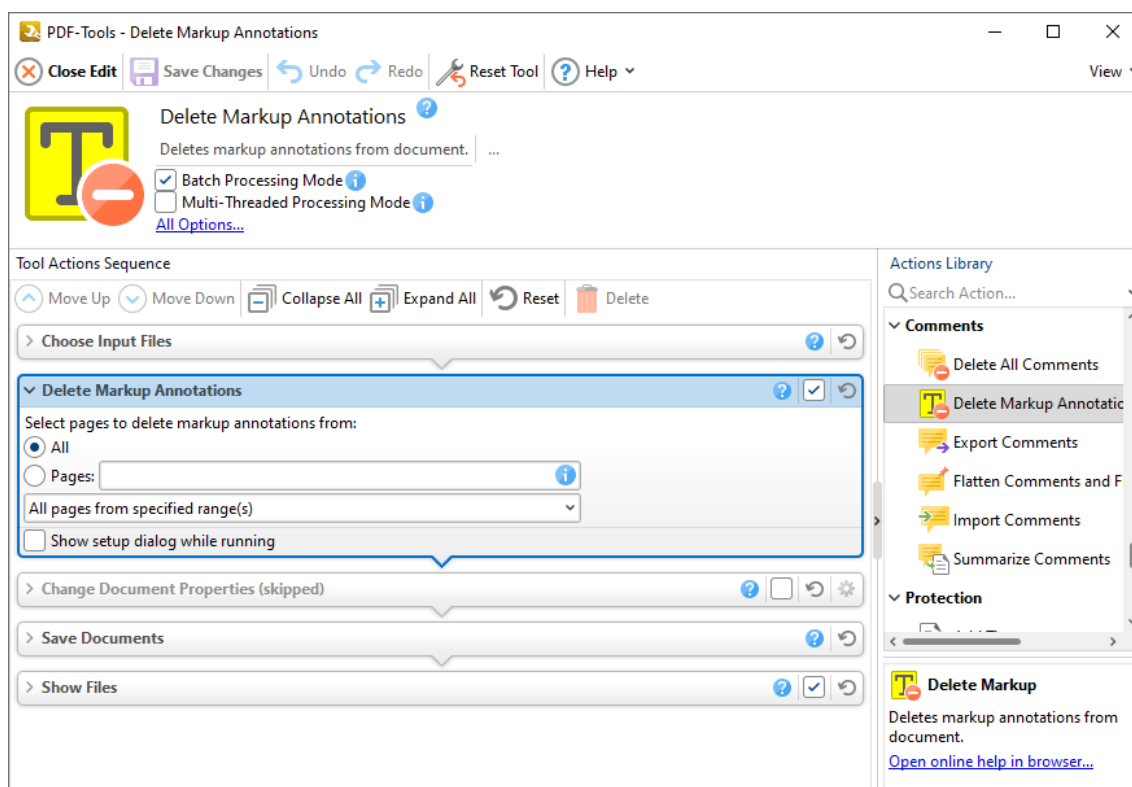 PDF-Tools - Delete Markup Annotations
Close Edit Save Changes Undo Redo Reset Tool ? Help View
Delete Markup Annotations ?
Deletes markup annotations from document. ...
Batch Processing Mode i
Multi-Threaded Processing Mode i
All Options...
Tool Actions Sequence
Move Up Move Down Collapse All Expand All Reset Delete
Choose Input Files ?
Delete Markup Annotations ?
Select pages to delete markup annotations from:
All
Pages: i
All pages from specified range(s)
Show setup dialog while running
Change Document Properties (skipped) ?
Save Documents ?
Show Files ?
Actions Library
Search Action...
Comments
Delete All Comments
Delete Markup Annotatio
Export Comments
Flatten Comments and F
Import Comments
Summarize Comments
Protection
Delete Markup
Deletes markup annotations from
document.
Open online help in browser...